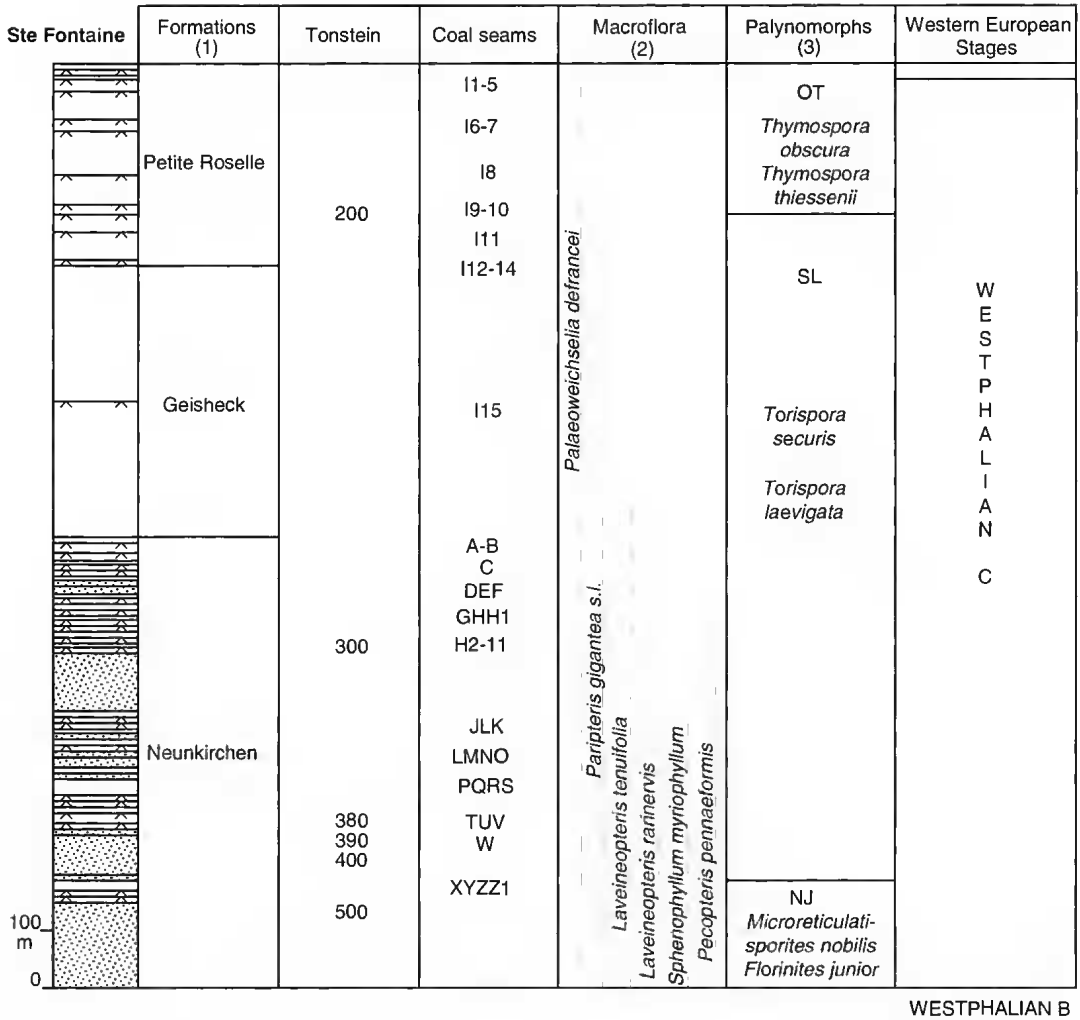 Ste Fontaine
Formations
(1)
Tonstein
Coal seams
Macroflora
(2)
Palynomorphs
(3)
Western European
Stages
Petite Roselle
Geisheck
Neunkirchen
200
300
380
390
400
500
I1-5
I6-7
I8
I9-10
I11
I12-14
I15
A-B
C
DEF
GHH1
H2-11
JLK
LMNO
PQRS
TUV
W
XYZZ1
Palaeoweichselia defrancei
Paripteris gigantea s.l.
Laveineopteris tenuifolia
Laveineopteris rarinervis
Sphenophyllum myriophyllum
Pecopteris pennaeformis
OT
Thymospora
obscura
Thymospora
thiessenii
SL
Torispora
securis
Torispora
laevigata
NJ
Microreticulati-
sporites nobilis
Florinites junior
WESTPHALIAN C
100
m
0
WESTPHALIAN B